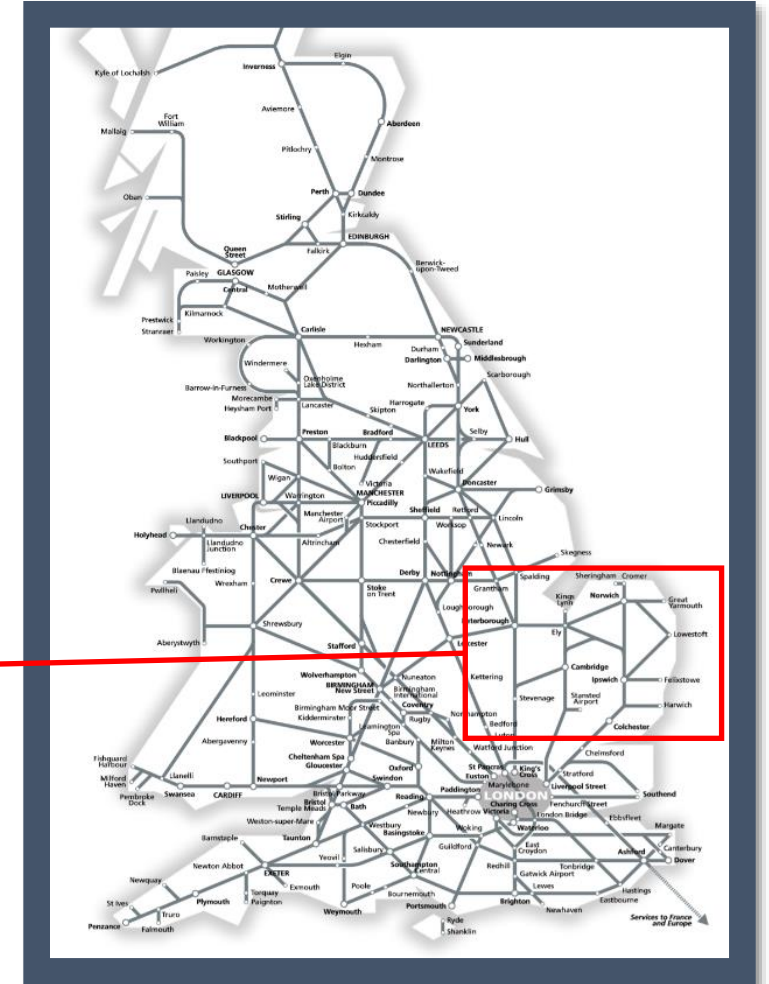 Elgin
Inverness
Kyle of Lochalsh
Aviemore
Fort
William
Mallaig
Aberdeen
Pitlochry
Montrose
Perth
Dundee
Oban
Stirling
Kirkcaldy
EDINBURGH
Queen
Street
Falkirk
Berwick-
upon-Tweed
Paisley
GLASGOW
Central
Motherwell
Prestwick
Kilmarnock
Stranraer
Carlisle
NEWCASTLE
Workington
Hexham
Durham
Sunderland
Windermere
Darlington
Middlesbrough
Scarborough
Oxenholme
Lake District
Barrow-in-Furness
Northallerton
Morecambe
Heysham Port
Lancaster
Harrogate
York
Skipton
Blackpool
Preston
Bradford
Selby
Hull
Blackburn
LEEDS
Huddersfield
Southport
Bolton
Wakefield
Wigan
Victoria
Doncaster
LIVERPOOL
Warrington
MANCHESTER
Piccadilly
Grimsby
Manchester
Airport
Sheffield
Retford
Lincoln
Llandudno
Chester
Stockport
Worksop
Holyhead
Llandudno
Junction
Altrincham
Chesterfield
Newark
Skegness
Blaenau Ffestiniog
Wrexham
Crewe
Stoke
on Trent
Derby
Nottingham
Grantham
Spalding
Sheringham
Cromer
Pwllheli
Loughborough
Kings
Lynn
Norwich
Great
Yarmouth
Shrewsbury
Peterborough
Ely
Lowestoft
Aberystwyth
Stafford
Leicester
Wolverhampton
Nuneaton
Kettering
Cambridge
Ipswich
Felixstowe
BIRMINGHAM
New Street
Birmingham
International
Leominster
Birmingham Moor Street
Coventry
Stevenage
Stansted
Airport
Harwich
Hereford
Kidderminster
Rugby
Northampton
Leamington
Spa
Bedford
Colchester
Abergavenny
Worcester
Banbury
Milton
Keynes
Luton
Watford Junction
Chelmsford
Fishguard
Harbour
Cheltenham Spa
Gloucester
Oxford
St Pancras
Euston
King's
Cross
Stratford
Milford
Haven
Llanelli
Swindon
Paddington
Marylebone
Liverpool Street
Pembroke
Dock
Swansea
CARDIFF
Newport
Bristol Parkway
Reading
LONDON
Southend
Bristol
Temple Meads
Bath
Newbury
Heathrow
Victoria
Charing Cross
Fenchurch Street
London Bridge
Ebbsfleet
Weston-super-Mare
Westbury
Basingstoke
Woking
Waterloo
Margate
Barnstaple
Taunton
Salisbury
Guildford
East
Croydon
Ashford
Canterbury
Dover
Newton Abbot
Yeovil
Southampton
Central
Redhill
Tonbridge
Gatwick Airport
EXETER
Newquay
Exmouth
Poole
Bournemouth
Lewes
Hastings
Eastbourne
St Ives
Plymouth
Torquay
Paignton
Weymouth
Portsmouth
Brighton
Newhaven
Truro
Penzance
Falmouth
Ryde
Shanklin
Services to France
and Europe